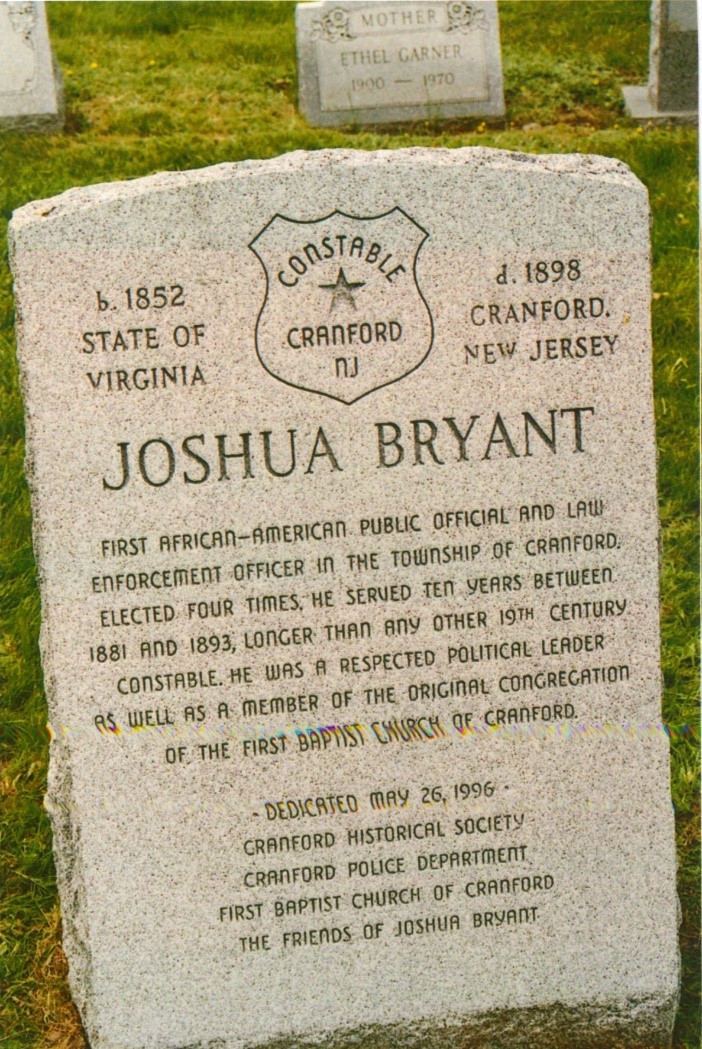 MOTHER
ETHEL GARNER
1900 — 1970
CONSTABLE
CRANFORD
NJ
b. 1852
STATE OF
VIRGINIA
d. 1898
CRANFORD,
NEW JERSEY
JOSHUA BRYANT
FIRST AFRICAN-AMERICAN PUBLIC OFFICIAL AND LAW
ENFORCEMENT OFFICER IN THE TOWNSHIP OF CRANFORD.
ELECTED FOUR TIMES, HE SERVED TEN YEARS BETWEEN
1881 AND 1893, LONGER THAN ANY OTHER 19TH CENTURY
CONSTABLE. HE WAS A RESPECTED POLITICAL LEADER
AS WELL AS A MEMBER OF THE ORIGINAL CONGREGATION
OF THE FIRST BAPTIST CHURCH OF CRANFORD.
- DEDICATED MAY 26, 1996 -
CRANFORD HISTORICAL SOCIETY
CRANFORD POLICE DEPARTMENT
FIRST BAPTIST CHURCH OF CRANFORD
THE FRIENDS OF JOSHUA BRYANT